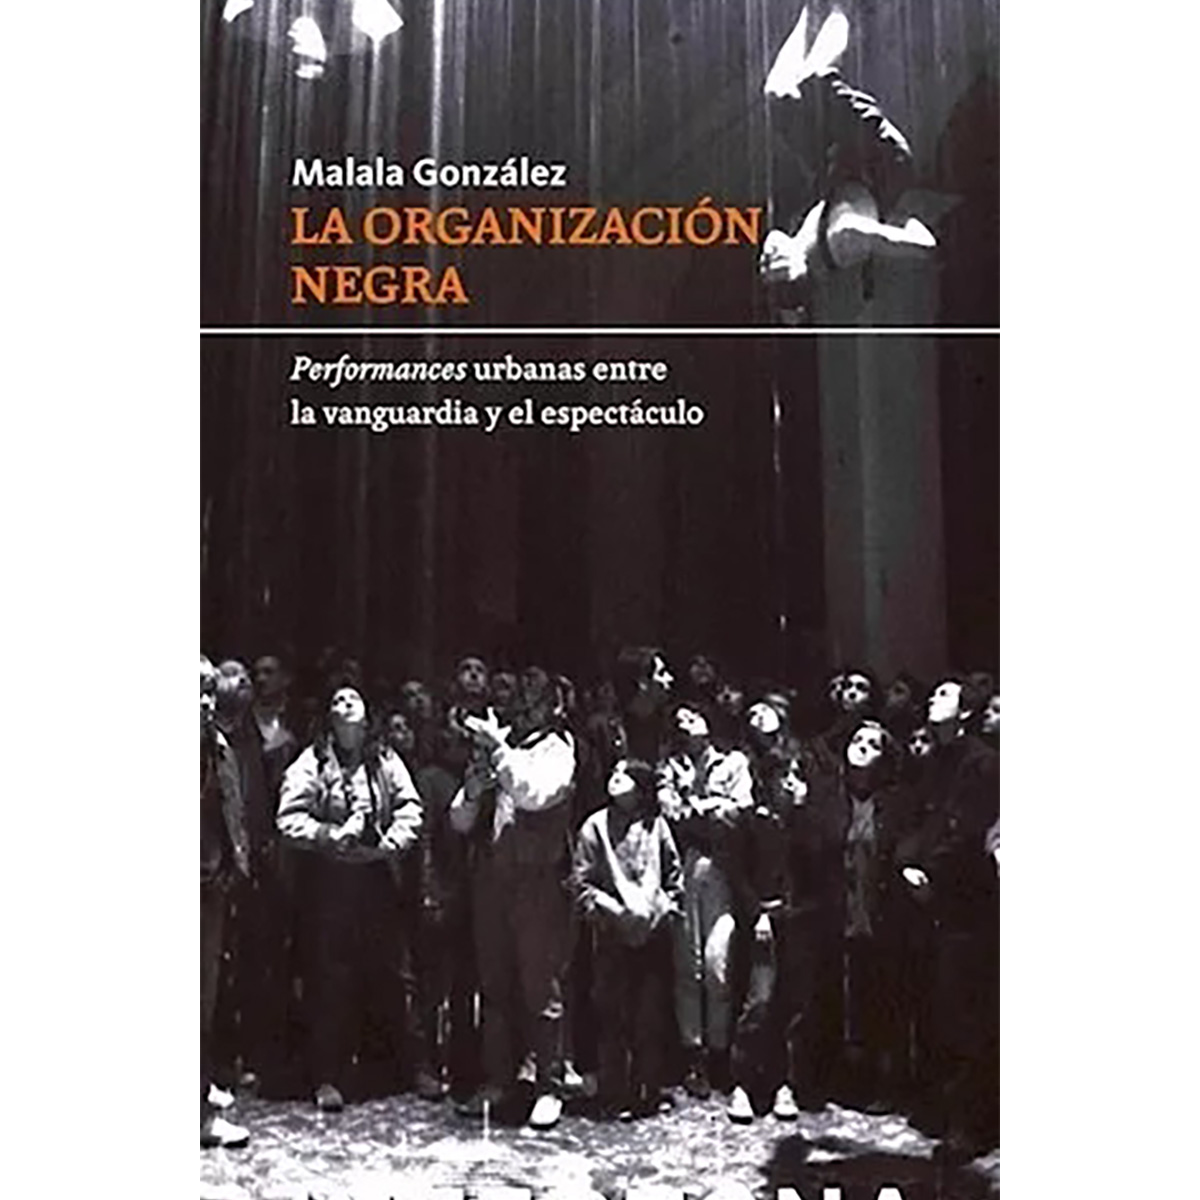 Malala González
LA ORGANIZACIÓN
NEGRA
Performances urbanas entre
la vanguardia y el espectáculo